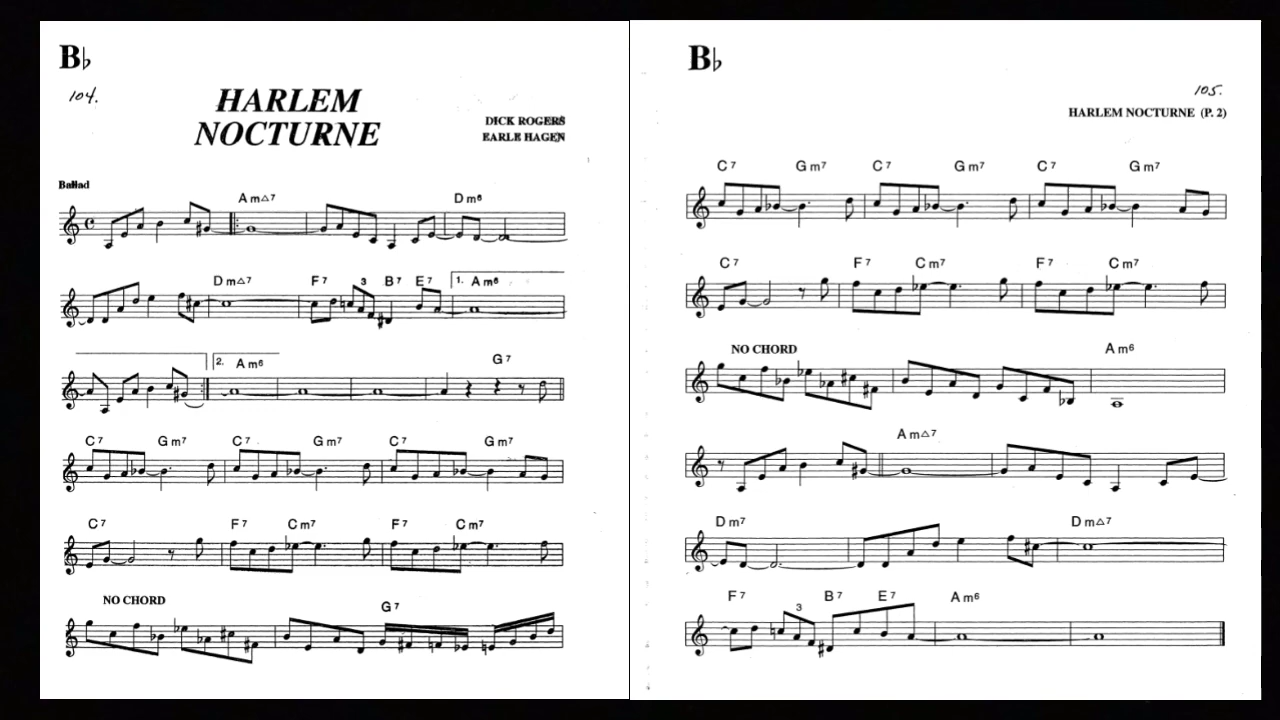 B♭
104.
HARLEM
NOCTURNE
DICK ROGERS
EARLE HAGEN
Ballad
Am△7 Dm6
Dm△7 F7 3 B7 E7 1. Am6
2. Am6 G7
C7 Gm7 C7 Gm7 C7 Gm7
C7 F7 Cm7 F7 Cm7
NO CHORD
G7
B♭
105.
HARLEM NOCTURNE (P. 2)
C7 Gm7 C7 Gm7 C7 Gm7
C7 F7 Cm7 F7 Cm7
NO CHORD Am6
Am△7
Dm7 Dm△7
F7 3 B7 E7 Am6